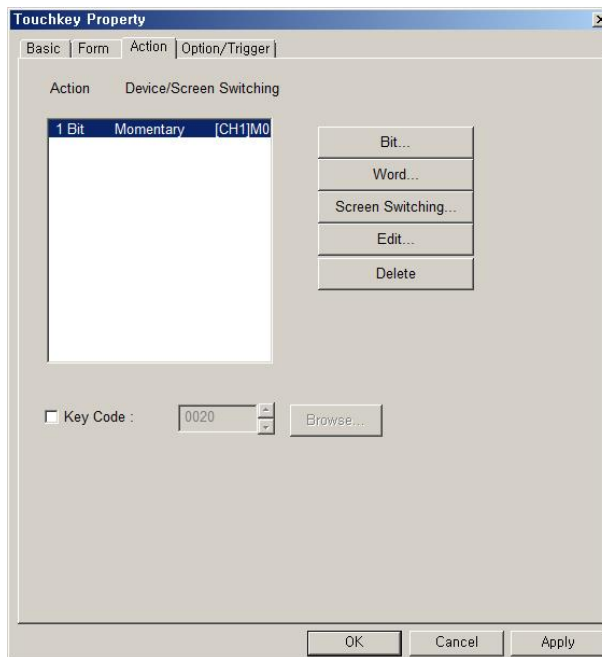 Touchkey Property
Basic Form Action Option/Trigger
Action Device/Screen Switching
1 Bit Momentary [CH1]M0
Bit...
Word...
Screen Switching...
Edit...
Delete
Key Code : 0020 Browse...
OK Cancel Apply